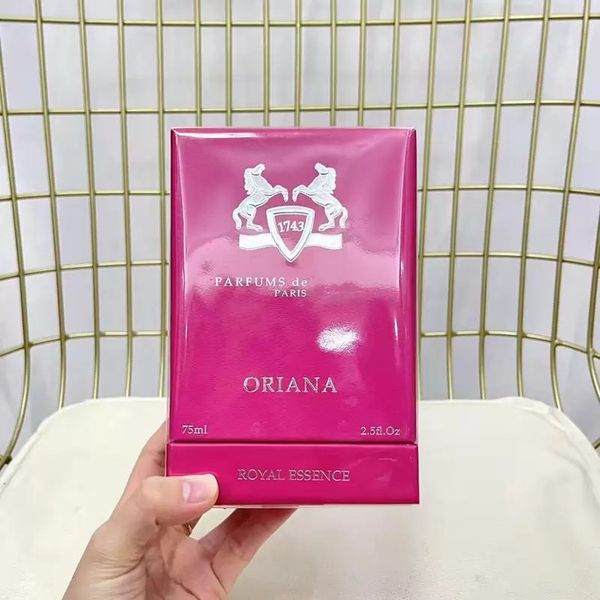 1743
PARFUMS de
PARIS
ORIANA
75ml 2.5fl.Oz
ROYAL ESSENCE